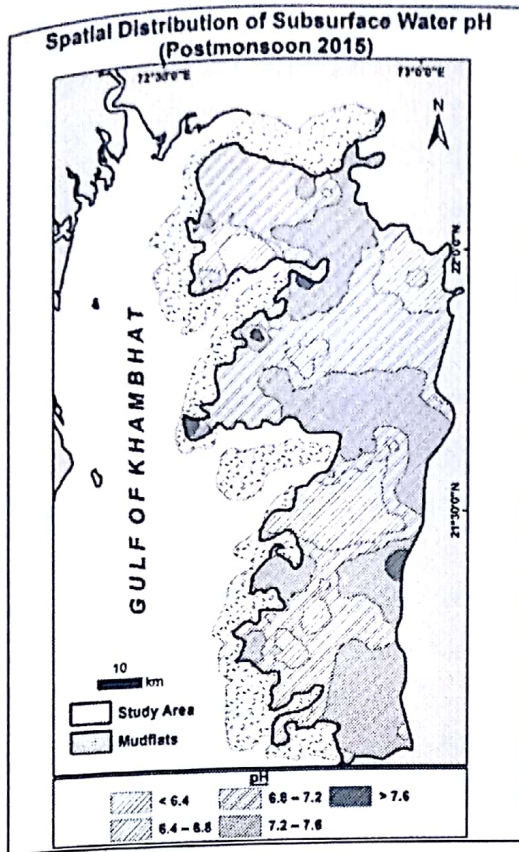 Spatial Distribution of Subsurface Water pH
(Postmonsoon 2015)
72°30'0"E
73°0'0"E
N
22°0'0"N
GULF OF KHAMBHAT
21°30'0"N
10
km
Study Area
Mudflats
pH
< 6.4
6.8 – 7.2
> 7.6
6.4 – 6.8
7.2 – 7.6